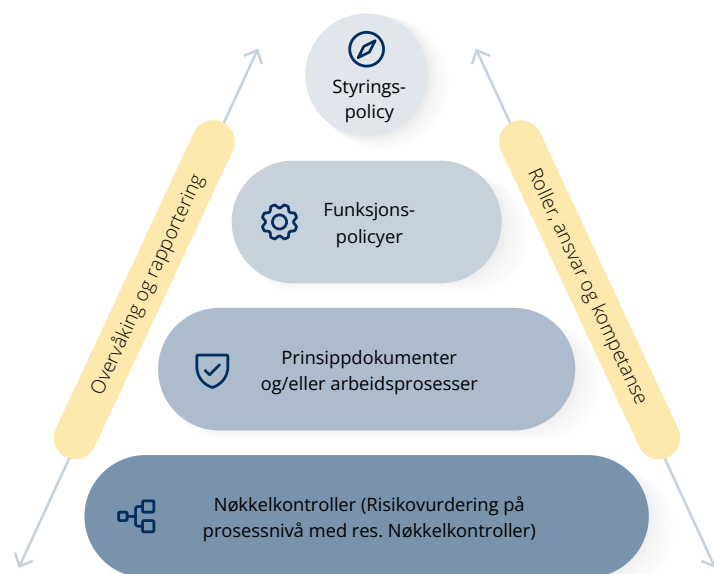 Styrings-
policy
Overvåking og rapportering
Roller, ansvar og kompetanse
Funksjons-
policyer
Prinsippdokumenter
og/eller arbeidsprosesser
Nøkkelkontroller (Risikovurdering på
prosessnivå med res. Nøkkelkontroller)